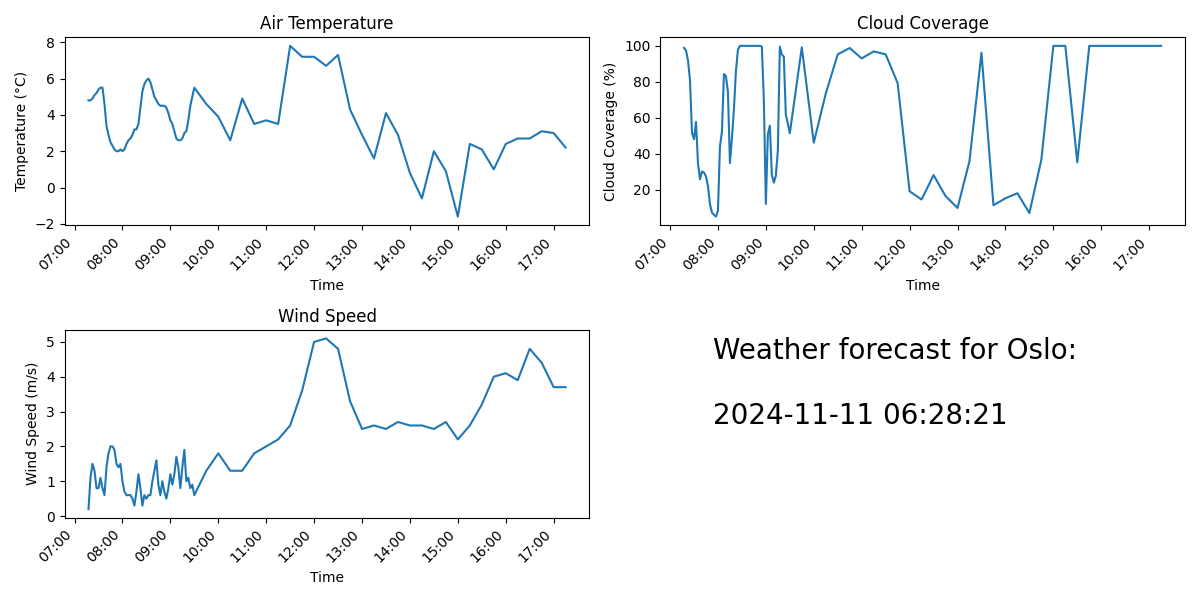 Air Temperature
Temperature (°C)
8
6
4
2
0
−2
07:00 08:00 09:00 10:00 11:00 12:00 13:00 14:00 15:00 16:00 17:00
Time
Cloud Coverage
Cloud Coverage (%)
100
80
60
40
20
07:00 08:00 09:00 10:00 11:00 12:00 13:00 14:00 15:00 16:00 17:00
Time
Wind Speed
Wind Speed (m/s)
5
4
3
2
1
0
07:00 08:00 09:00 10:00 11:00 12:00 13:00 14:00 15:00 16:00 17:00
Time
Weather forecast for Oslo:
2024-11-11 06:28:21